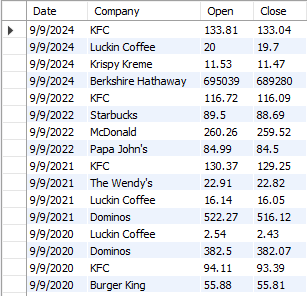 Date Company Open Close
9/9/2024 KFC 133.81 133.04
9/9/2024 Luckin Coffee 20 19.7
9/9/2024 Krispy Kreme 11.53 11.47
9/9/2024 Berkshire Hathaway 695039 689280
9/9/2022 KFC 116.72 116.09
9/9/2022 Starbucks 89.5 88.69
9/9/2022 McDonald 260.26 259.52
9/9/2022 Papa John's 84.99 84.5
9/9/2021 KFC 130.37 129.25
9/9/2021 The Wendy's 22.91 22.82
9/9/2021 Luckin Coffee 16.14 16.05
9/9/2021 Dominos 522.27 516.12
9/9/2020 Luckin Coffee 2.54 2.43
9/9/2020 Dominos 382.5 382.07
9/9/2020 KFC 94.11 93.39
9/9/2020 Burger King 55.88 55.81